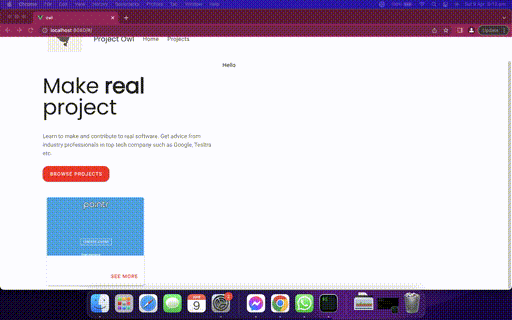 Chrome File Edit View History Bookmarks Profiles Tab Window Help
owl
localhost:8080/#/
Update
Project Owl Home Projects
Hello
Make real
project
Learn to make and contribute to real software. Get advice from
industry professionals in top tech company such as Google, Textra
etc.
BROWSE PROJECTS
pointr
SEE MORE
9